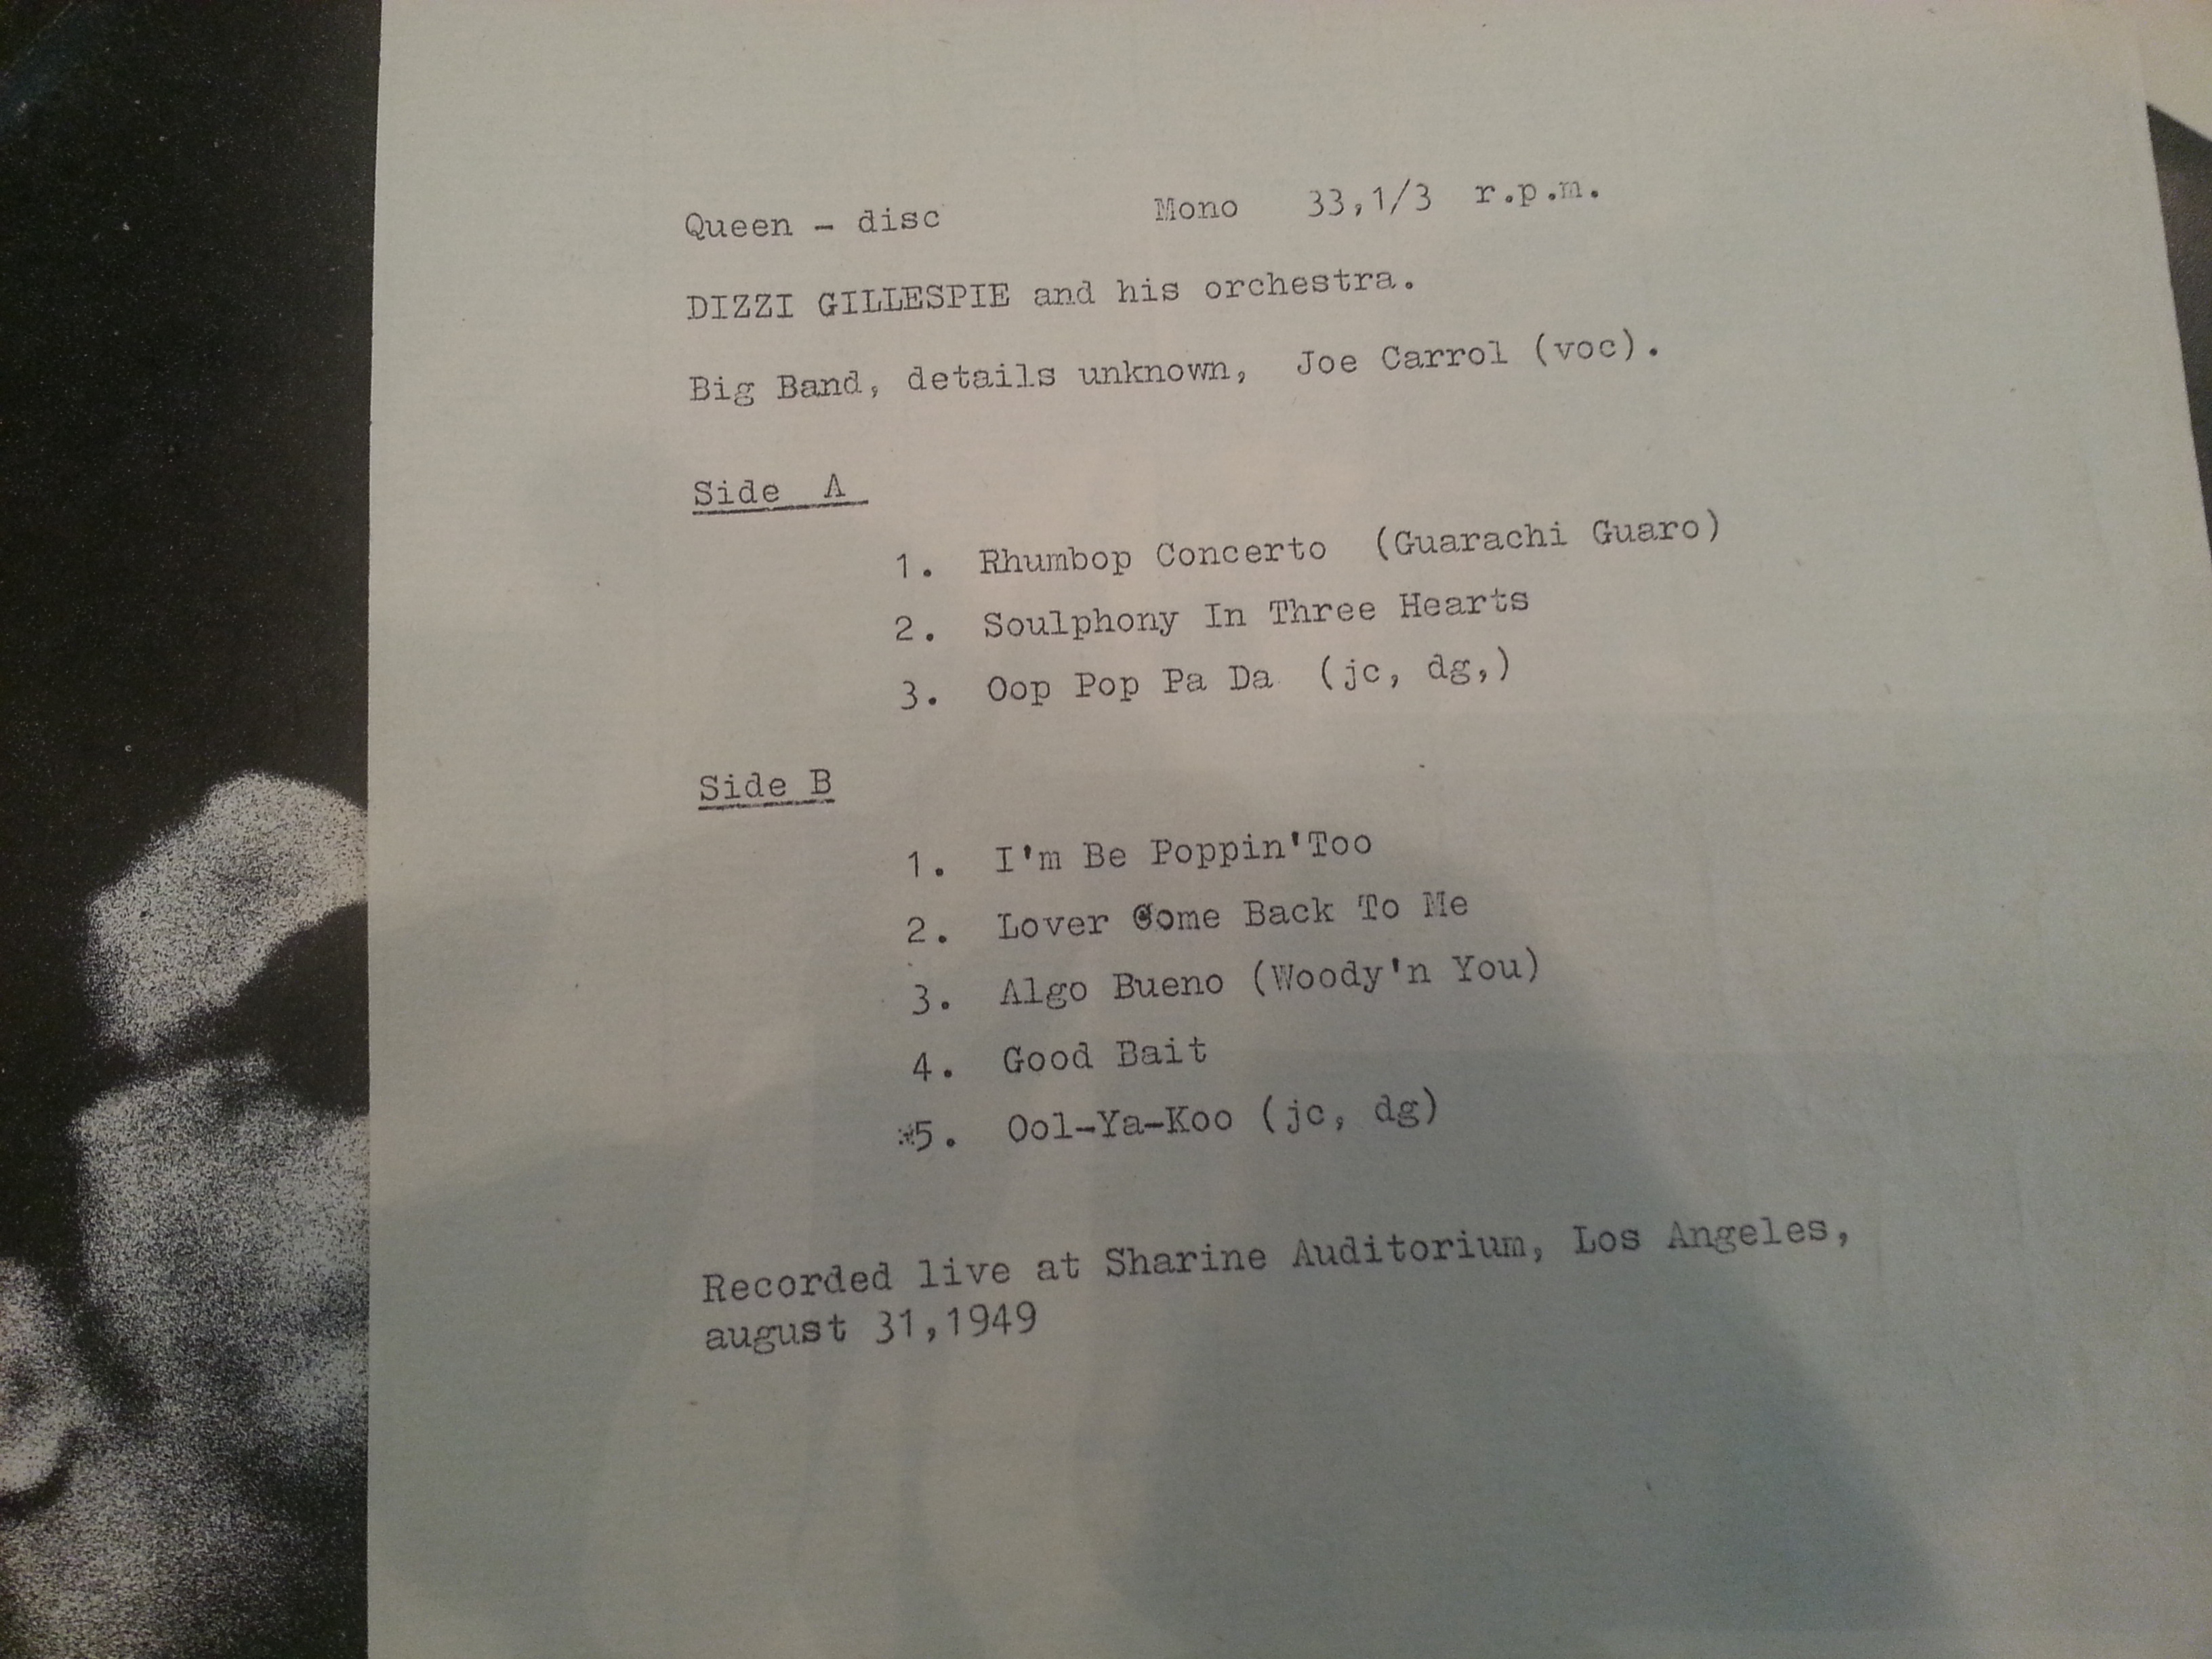 Queen - disc Mono 33,1/3 r.p.m.
DIZZI GILLESPIE and his orchestra.
Big Band, details unknown, Joe Carrol (voc).
Side A
1. Rhumbop Concerto (Guarachi Guaro)
2. Soulphony In Three Hearts
3. Oop Pop Pa Da (jc, dg,)
Side B
1. I'm Be Poppin'Too
2. Lover Come Back To Me
3. Algo Bueno (Woody'n You)
4. Good Bait
*5. Ool-Ya-Koo (jc, dg)
Recorded live at Sharine Auditorium, Los Angeles,
august 31,1949